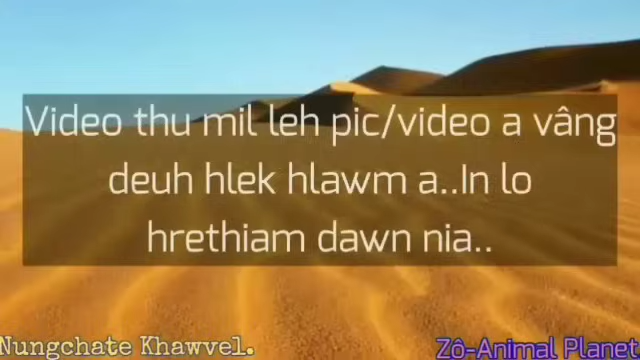 Video thu mil leh pic/video a vâng
deuh hlek hlawm a..In lo
hrethiam dawn nia..
Nungchate Khawvel.
Zô-Animal Planet